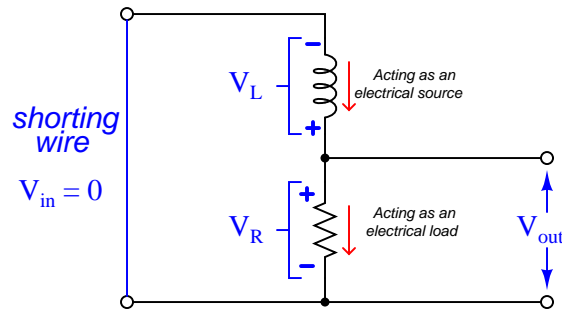 −
V_L
+
Acting as an
electrical source
shorting
wire
V_in = 0
+
V_R
−
Acting as an
electrical load
V_out